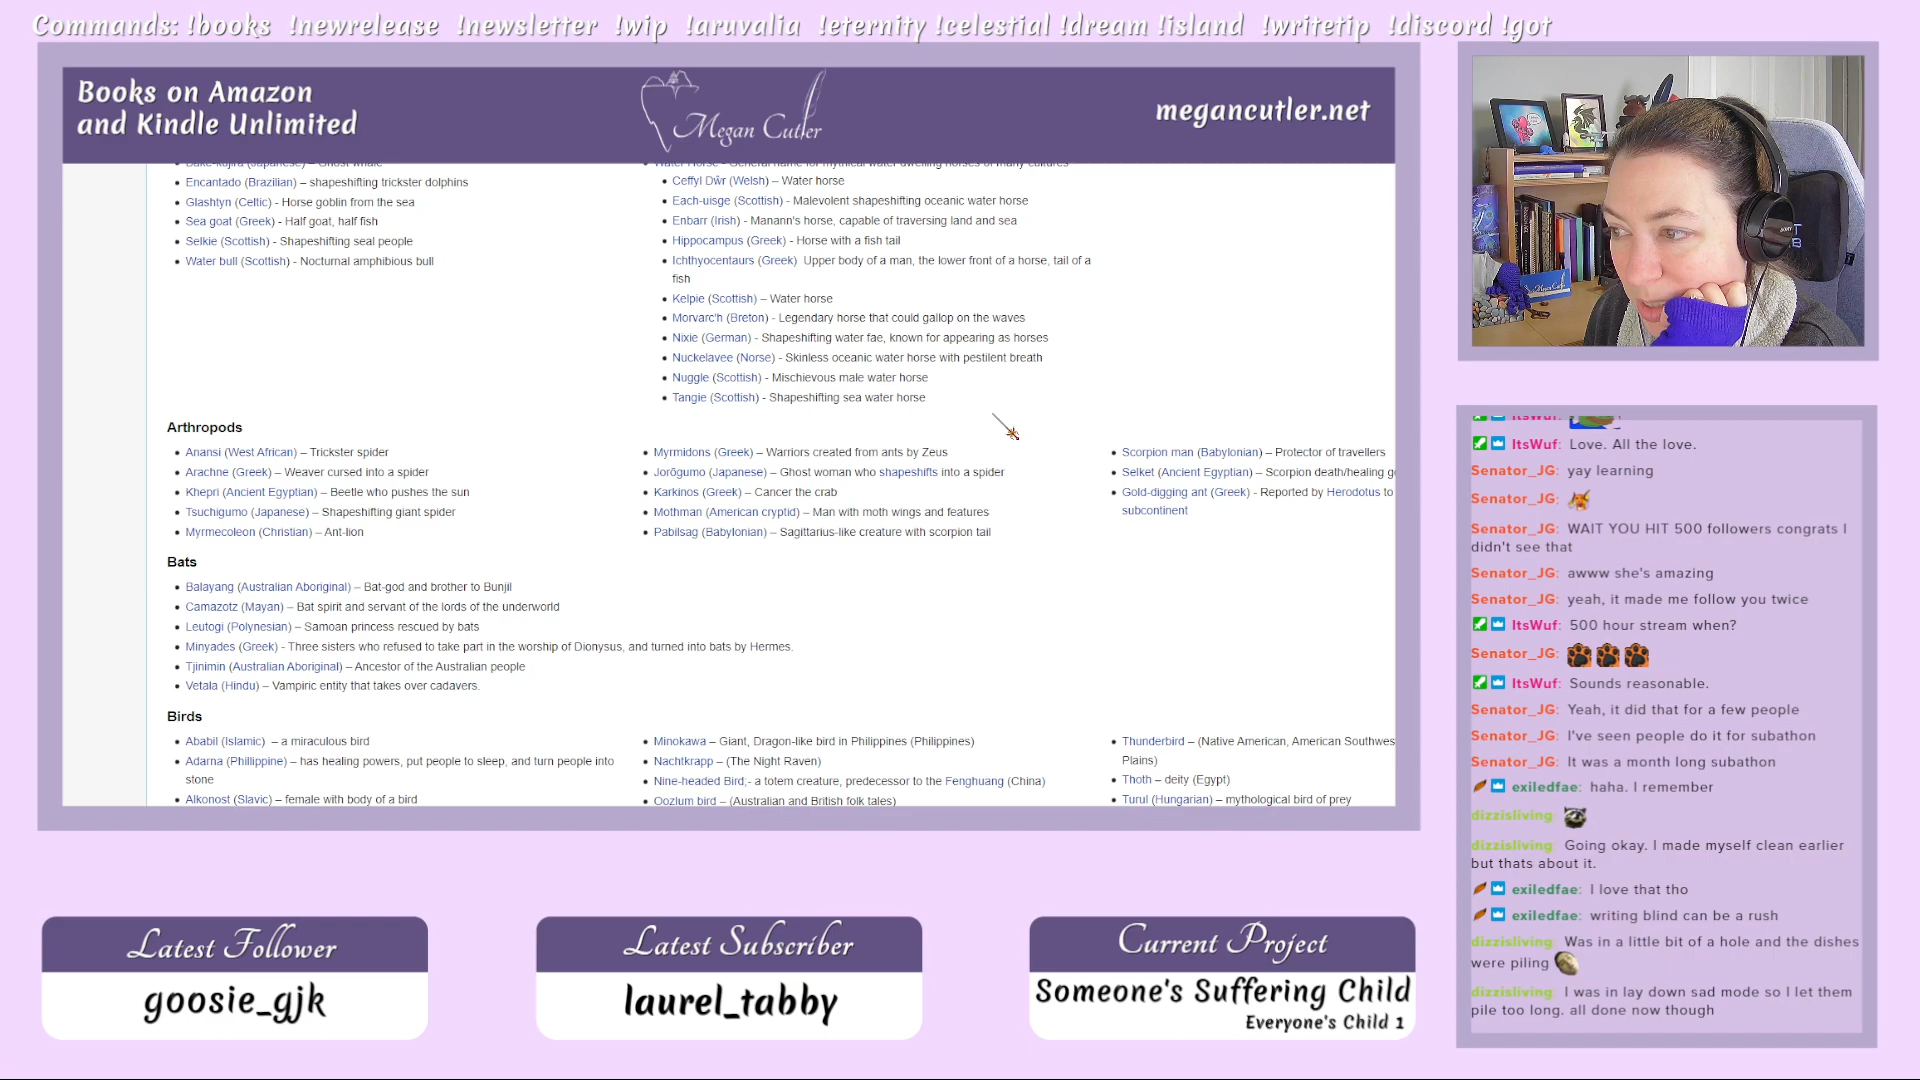 Commands: !books !newrelease !newsletter !wip !aruvalia !eternity !celestial !dream !island !writetip !discord !got
Books on Amazon
and Kindle Unlimited
Megan Cutler
megancutler.net
Encantado (Brazilian) – shapeshifting trickster dolphins
Glashtyn (Celtic) - Horse goblin from the sea
Sea goat (Greek) - Half goat, half fish
Selkie (Scottish) - Shapeshifting seal people
Water bull (Scottish) - Nocturnal amphibious bull
Water Horse - General name for mythical water dwelling horses of many cultures
Ceffyl Dŵr (Welsh) – Water horse
Each-uisge (Scottish) - Malevolent shapeshifting oceanic water horse
Enbarr (Irish) - Manann's horse, capable of traversing land and sea
Hippocampus (Greek) - Horse with a fish tail
Ichthyocentaurs (Greek) Upper body of a man, the lower front of a horse, tail of a
fish
Kelpie (Scottish) – Water horse
Morvarc'h (Breton) - Legendary horse that could gallop on the waves
Nixie (German) - Shapeshifting water fae, known for appearing as horses
Nuckelavee (Norse) - Skinless oceanic water horse with pestilent breath
Nuggle (Scottish) - Mischievous male water horse
Tangie (Scottish) - Shapeshifting sea water horse
Arthropods
Anansi (West African) – Trickster spider
Arachne (Greek) – Weaver cursed into a spider
Khepri (Ancient Egyptian) – Beetle who pushes the sun
Tsuchigumo (Japanese) – Shapeshifting giant spider
Myrmecoleon (Christian) – Ant-lion
Myrmidons (Greek) – Warriors created from ants by Zeus
Jorōgumo (Japanese) – Ghost woman who shapeshifts into a spider
Karkinos (Greek) – Cancer the crab
Mothman (American cryptid) – Man with moth wings and features
Pabilsag (Babylonian) – Sagittarius-like creature with scorpion tail
Scorpion man (Babylonian) – Protector of travellers
Selket (Ancient Egyptian) – Scorpion death/healing g
Gold-digging ant (Greek) - Reported by Herodotus to
subcontinent
Bats
Balayang (Australian Aboriginal) – Bat-god and brother to Bunjil
Camazotz (Mayan) – Bat spirit and servant of the lords of the underworld
Leutogi (Polynesian) – Samoan princess rescued by bats
Minyades (Greek) - Three sisters who refused to take part in the worship of Dionysus, and turned into bats by Hermes.
Tjinimin (Australian Aboriginal) – Ancestor of the Australian people
Vetala (Hindu) – Vampiric entity that takes over cadavers.
Birds
Ababil (Islamic) – a miraculous bird
Adarna (Phillippine) – has healing powers, put people to sleep, and turn people into
stone
Alkonost (Slavic) – female with body of a bird
Minokawa – Giant, Dragon-like bird in Philippines (Philippines)
Nachtkrapp – (The Night Raven)
Nine-headed Bird;- a totem creature, predecessor to the Fenghuang (China)
Oozlum bird – (Australian and British folk tales)
Thunderbird – (Native American, American Southwes
Plains)
Thoth – deity (Egypt)
Turul (Hungarian) – mythological bird of prey
ItsWuf: Love. All the love.
Senator_JG: yay learning
Senator_JG:
Senator_JG: WAIT YOU HIT 500 followers congrats I
didn't see that
Senator_JG: awww she's amazing
Senator_JG: yeah, it made me follow you twice
ItsWuf: 500 hour stream when?
Senator_JG:
ItsWuf: Sounds reasonable.
Senator_JG: Yeah, it did that for a few people
Senator_JG: I've seen people do it for subathon
Senator_JG: It was a month long subathon
exiledfae: haha. I remember
dizzisliving:
dizzisliving: Going okay. I made myself clean earlier
but thats about it.
exiledfae: I love that tho
exiledfae: writing blind can be a rush
dizzisliving: Was in a little bit of a hole and the dishes
were piling
dizzisliving: I was in lay down sad mode so I let them
pile too long. all done now though
Latest Follower
goosie_gjk
Latest Subscriber
laurel_tabby
Current Project
Someone's Suffering Child
Everyone's Child 1